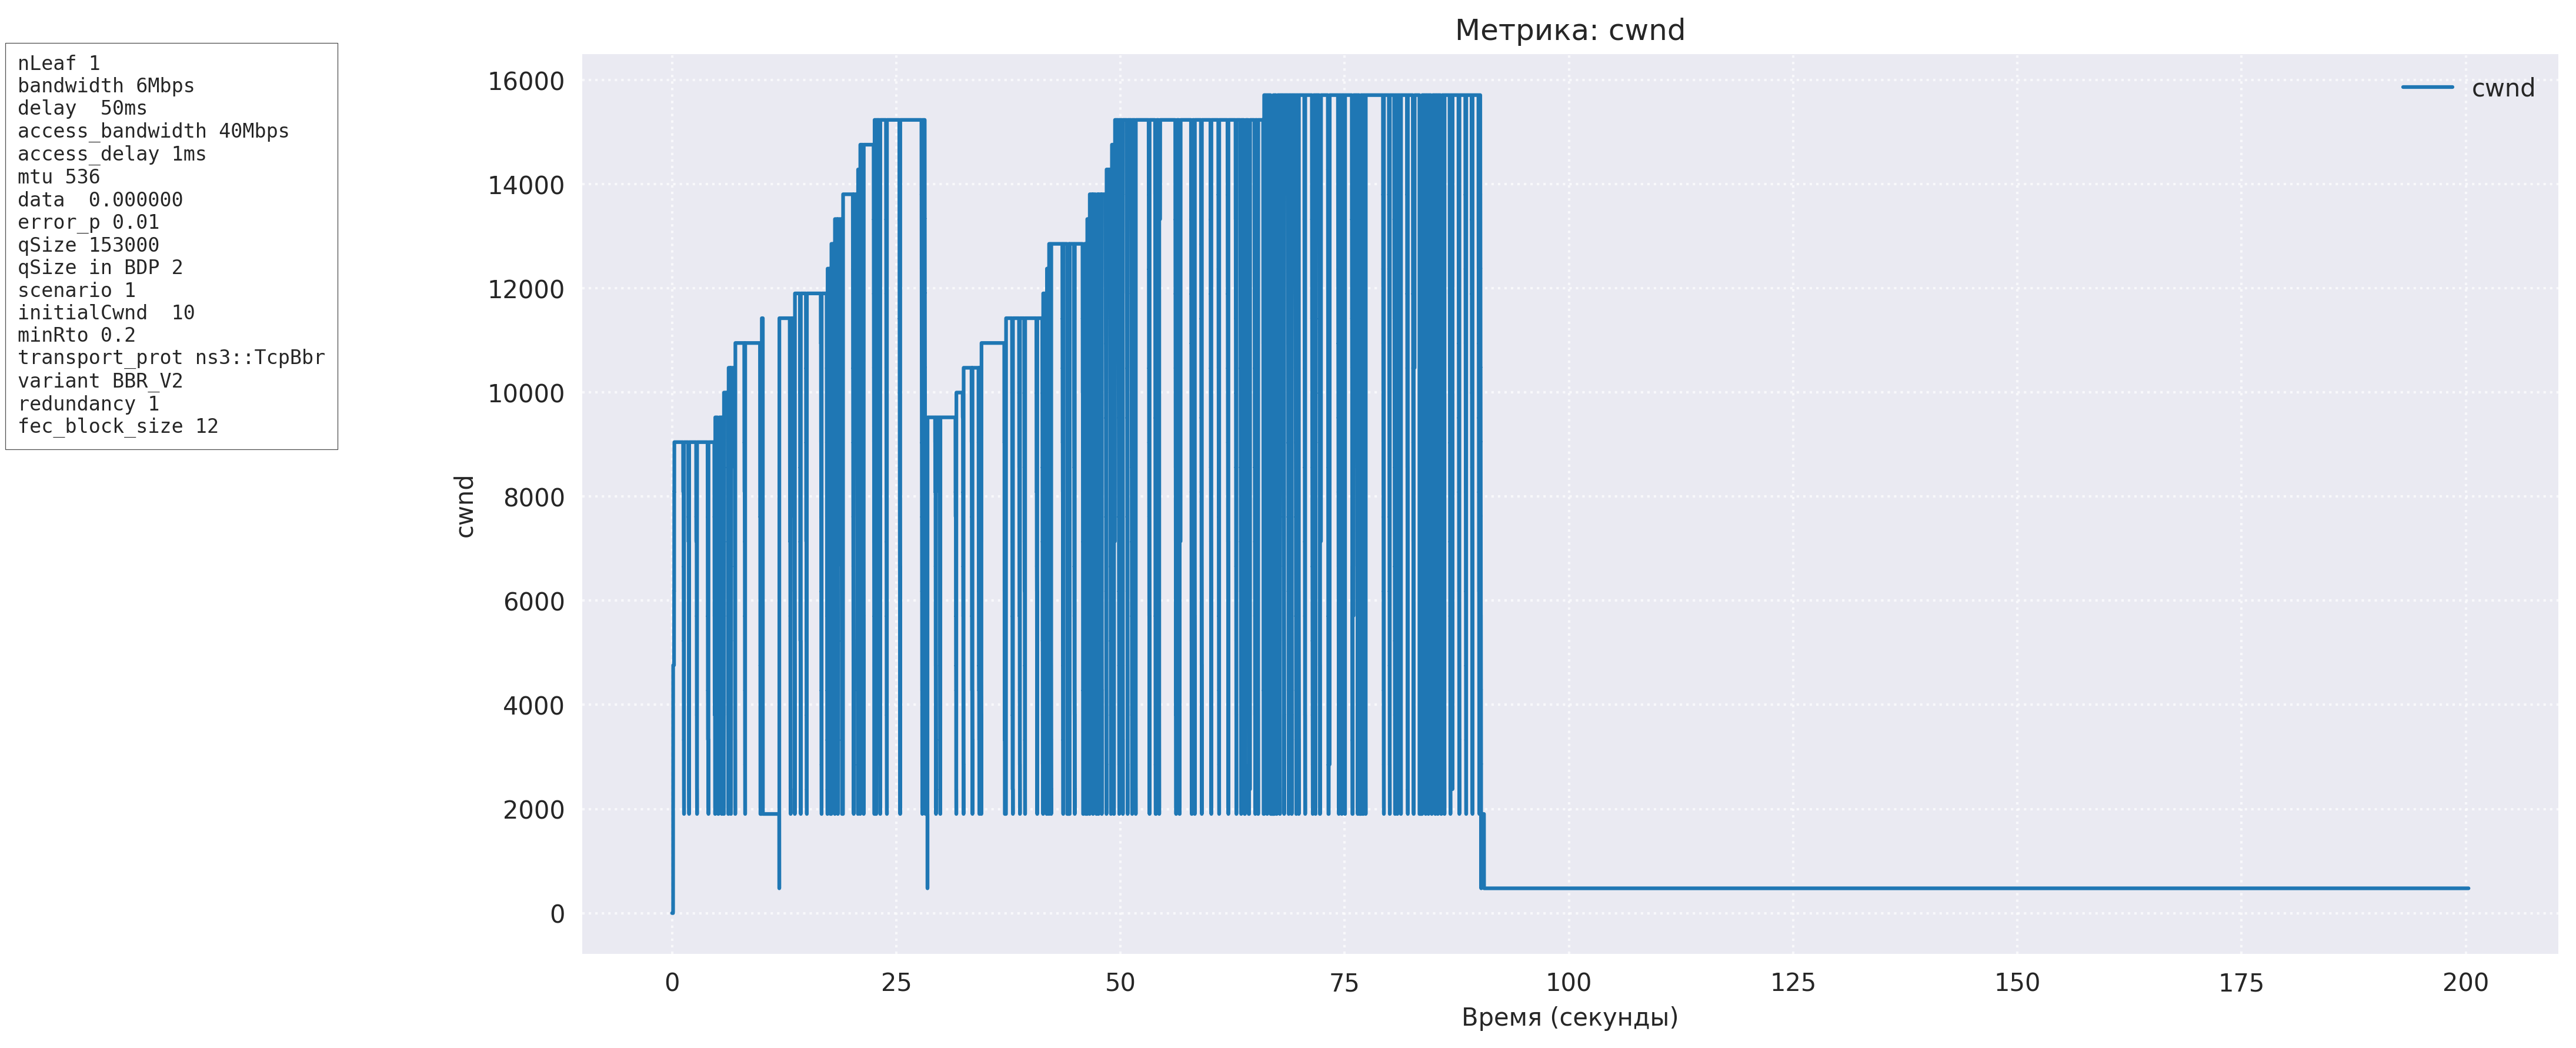 Метрика: cwnd
nLeaf 1
bandwidth 6Mbps
delay  50ms
access_bandwidth 40Mbps
access_delay 1ms
mtu 536
data  0.000000
error_p 0.01
qSize 153000
qSize in BDP 2
scenario 1
initialCwnd  10
minRto 0.2
transport_prot ns3::TcpBbr
variant BBR_V2
redundancy 1
fec_block_size 12
cwnd
16000
14000
12000
10000
8000
6000
4000
2000
0
cwnd
0 25 50 75 100 125 150 175 200
Время (секунды)